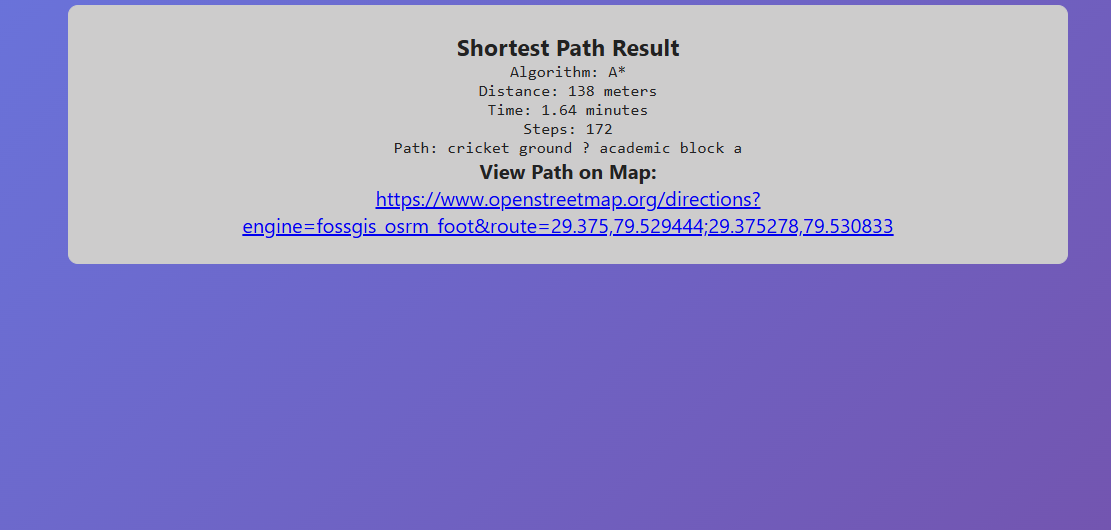 Shortest Path Result
Algorithm: A*
Distance: 138 meters
Time: 1.64 minutes
Steps: 172
Path: cricket ground ? academic block a
View Path on Map:
https://www.openstreetmap.org/directions?
engine=fossgis_osrm_foot&route=29.375,79.529444;29.375278,79.530833